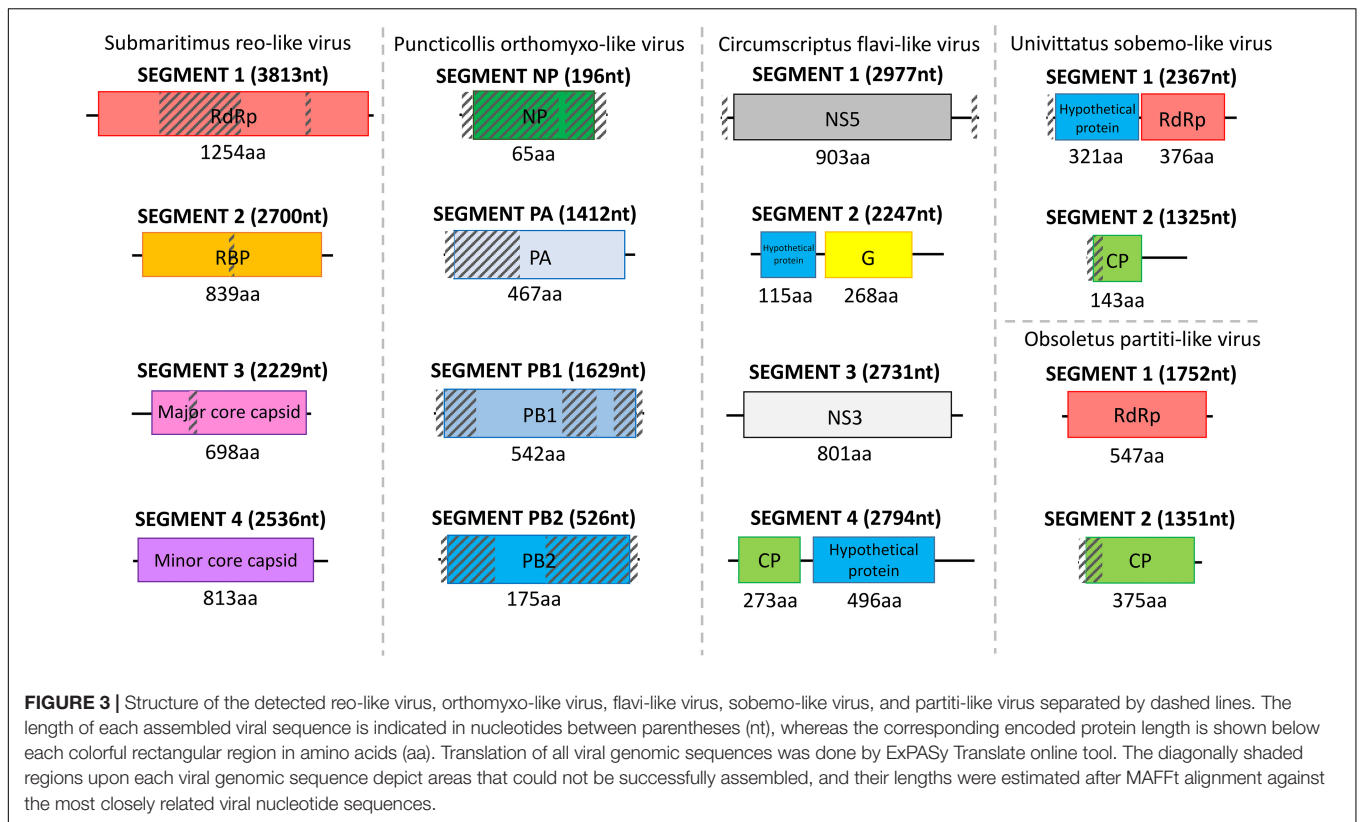 Submaritimus reo-like virus
SEGMENT 1 (3813nt)
RdRp
1254aa
SEGMENT 2 (2700nt)
RBP
839aa
SEGMENT 3 (2229nt)
Major core capsid
698aa
SEGMENT 4 (2536nt)
Minor core capsid
813aa
Puncticollis orthomyxo-like virus
SEGMENT NP (196nt)
NP
65aa
SEGMENT PA (1412nt)
PA
467aa
SEGMENT PB1 (1629nt)
PB1
542aa
SEGMENT PB2 (526nt)
PB2
175aa
Circumscriptus flavi-like virus
SEGMENT 1 (2977nt)
NS5
903aa
SEGMENT 2 (2247nt)
Hypothetical
protein
G
115aa 268aa
SEGMENT 3 (2731nt)
NS3
801aa
SEGMENT 4 (2794nt)
CP
Hypothetical
protein
273aa 496aa
Univittatus sobemo-like virus
SEGMENT 1 (2367nt)
Hypothetical
protein
RdRp
321aa 376aa
SEGMENT 2 (1325nt)
CP
143aa
Obsoletus partiti-like virus
SEGMENT 1 (1752nt)
RdRp
547aa
SEGMENT 2 (1351nt)
CP
375aa
FIGURE 3 | Structure of the detected reo-like virus, orthomyxo-like virus, flavi-like virus, sobemo-like virus, and partiti-like virus separated by dashed lines. The
length of each assembled viral sequence is indicated in nucleotides between parentheses (nt), whereas the corresponding encoded protein length is shown below
each colorful rectangular region in amino acids (aa). Translation of all viral genomic sequences was done by ExPASy Translate online tool. The diagonally shaded
regions upon each viral genomic sequence depict areas that could not be successfully assembled, and their lengths were estimated after MAFFt alignment against
the most closely related viral nucleotide sequences.